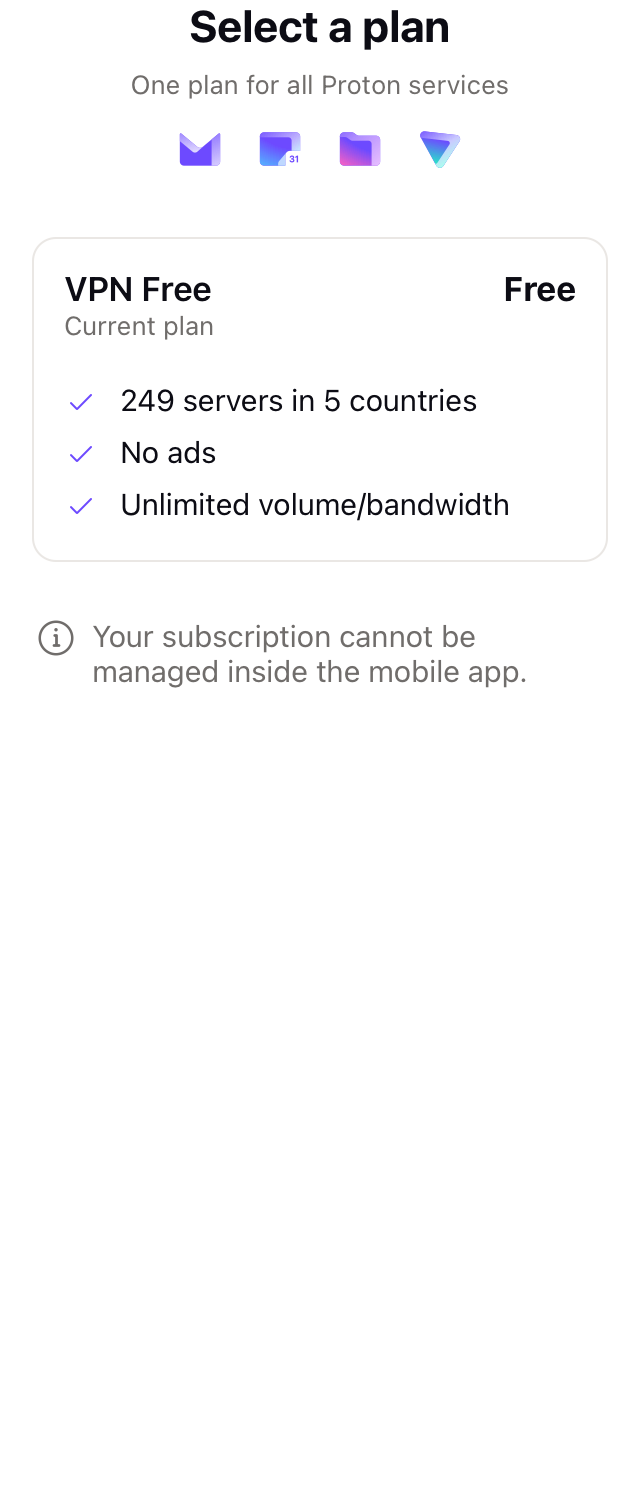 Select a plan
One plan for all Proton services
31
VPN Free
Free
Current plan
249 servers in 5 countries
No ads
Unlimited volume/bandwidth
Your subscription cannot be
managed inside the mobile app.